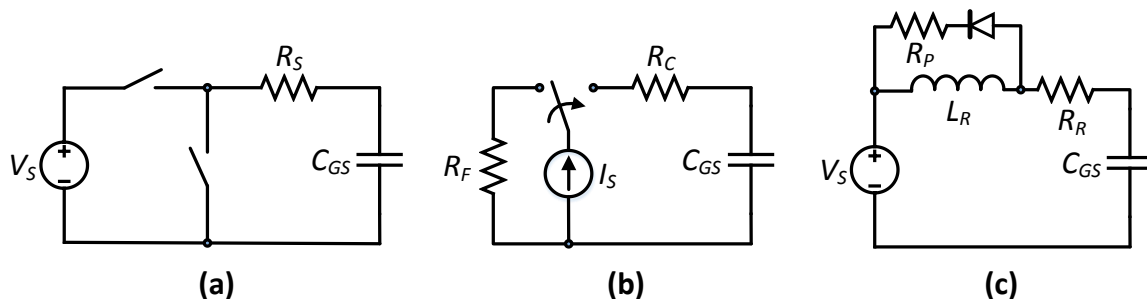 R_S
V_S
+
−
C_GS
(a)
R_C
R_F
I_S
C_GS
(b)
R_P
L_R
R_R
V_S
+
−
C_GS
(c)